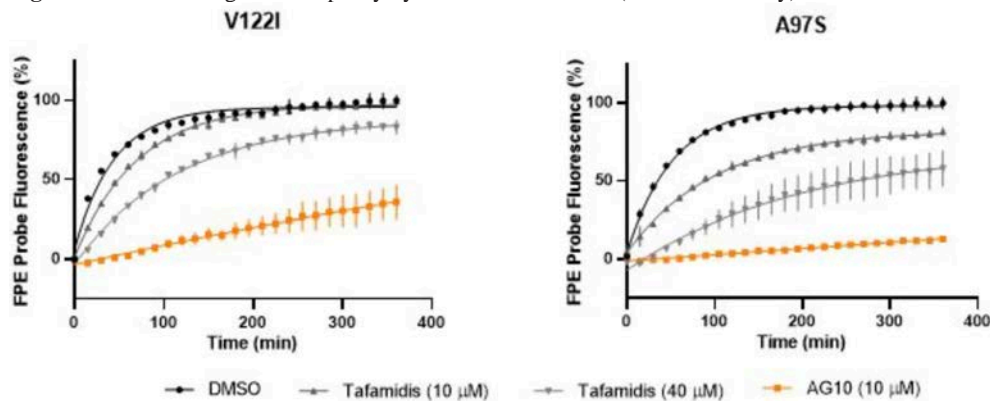 V122I
A97S
FPE Probe Fluorescence (%)
100
50
0
0
100
200
300
400
Time (min)
FPE Probe Fluorescence (%)
100
50
0
0
100
200
300
400
Time (min)
DMSO
Tafamidis (10 μM)
Tafamidis (40 μM)
AG10 (10 μM)